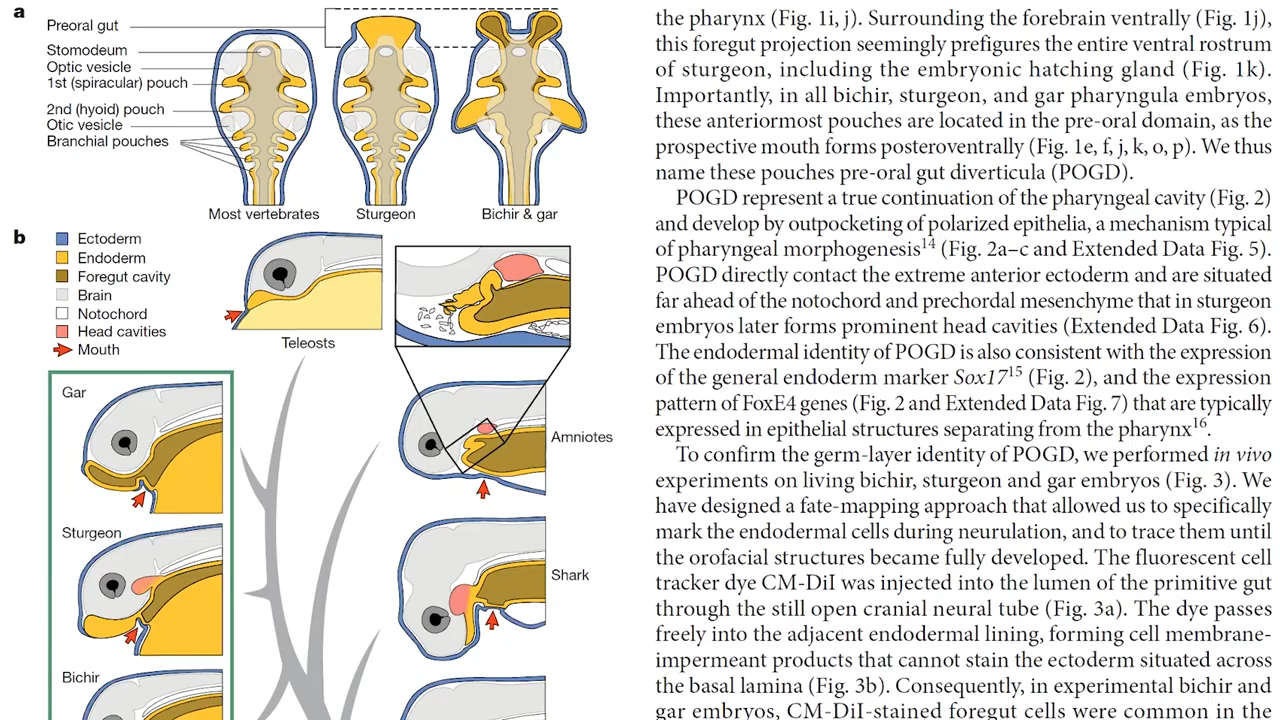 a
Preoral gut
Stomodeum
Optic vesicle
1st (spiracular) pouch
2nd (hyoid) pouch
Otic vesicle
Branchial pouches
Most vertebrates
Sturgeon
Bichir & gar
b
Ectoderm
Endoderm
Foregut cavity
Brain
Notochord
Head cavities
Mouth
Teleosts
Gar
Amniotes
Sturgeon
Shark
Bichir
the pharynx (Fig. 1i, j). Surrounding the forebrain ventrally (Fig. 1j),
this foregut projection seemingly prefigures the entire ventral rostrum
of sturgeon, including the embryonic hatching gland (Fig. 1k).
Importantly, in all bichir, sturgeon, and gar pharyngula embryos,
these anteriormost pouches are located in the pre-oral domain, as the
prospective mouth forms posteroventrally (Fig. 1e, f, j, k, o, p). We thus
name these pouches pre-oral gut diverticula (POGD).
POGD represent a true continuation of the pharyngeal cavity (Fig. 2)
and develop by outpocketing of polarized epithelia, a mechanism typical
of pharyngeal morphogenesis14 (Fig. 2a–c and Extended Data Fig. 5).
POGD directly contact the extreme anterior ectoderm and are situated
far ahead of the notochord and prechordal mesenchyme that in sturgeon
embryos later forms prominent head cavities (Extended Data Fig. 6).
The endodermal identity of POGD is also consistent with the expression
of the general endoderm marker Sox1715 (Fig. 2), and the expression
pattern of FoxE4 genes (Fig. 2 and Extended Data Fig. 7) that are typically
expressed in epithelial structures separating from the pharynx16.
To confirm the germ-layer identity of POGD, we performed in vivo
experiments on living bichir, sturgeon and gar embryos (Fig. 3). We
have designed a fate-mapping approach that allowed us to specifically
mark the endodermal cells during neurulation, and to trace them until
the orofacial structures became fully developed. The fluorescent cell
tracker dye CM-DiI was injected into the lumen of the primitive gut
through the still open cranial neural tube (Fig. 3a). The dye passes
freely into the adjacent endodermal lining, forming cell membrane-
impermeant products that cannot stain the ectoderm situated across
the basal lamina (Fig. 3b). Consequently, in experimental bichir and
gar embryos, CM-DiI-stained foregut cells were common in the